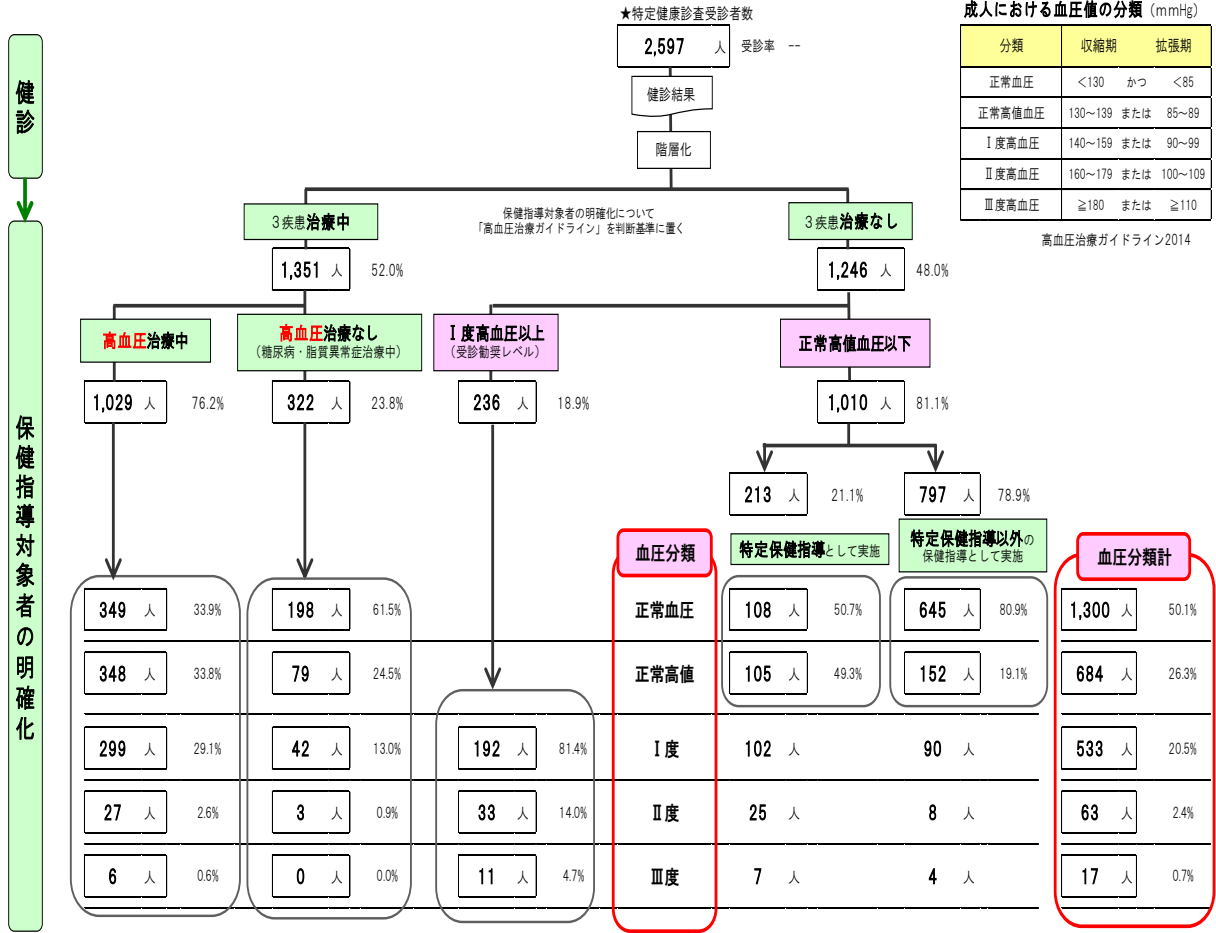 ★特定健康診査受診者数
2,597 人 受診率 --
健診結果
階層化
成人における血圧値の分類 (mmHg)
分類 収縮期 拡張期
正常血圧 <130 かつ <85
正常高値血圧 130～139 または 85～89
Ⅰ度高血圧 140～159 または 90～99
Ⅱ度高血圧 160～179 または 100～109
Ⅲ度高血圧 ≧180 または ≧110
高血圧治療ガイドライン2014
健診
保健指導対象者の明確化
3疾患治療中
保健指導対象者の明確化について
「高血圧治療ガイドライン」を判断基準に置く
3疾患治療なし
1,351 人 52.0%
1,246 人 48.0%
高血圧治療中
高血圧治療なし
(糖尿病・脂質異常症治療中)
Ⅰ度高血圧以上
(受診勧奨レベル)
正常高値血圧以下
1,029 人 76.2%
322 人 23.8%
236 人 18.9%
1,010 人 81.1%
213 人 21.1%
797 人 78.9%
血圧分類
特定保健指導として実施
特定保健指導以外の
保健指導として実施
血圧分類計
349 人 33.9% 198 人 61.5% 正常血圧 108 人 50.7% 645 人 80.9% 1,300 人 50.1%
348 人 33.8% 79 人 24.5% 正常高値 105 人 49.3% 152 人 19.1% 684 人 26.3%
299 人 29.1% 42 人 13.0% 192 人 81.4% Ⅰ度 102 人 90 人 533 人 20.5%
27 人 2.6% 3 人 0.9% 33 人 14.0% Ⅱ度 25 人 8 人 63 人 2.4%
6 人 0.6% 0 人 0.0% 11 人 4.7% Ⅲ度 7 人 4 人 17 人 0.7%